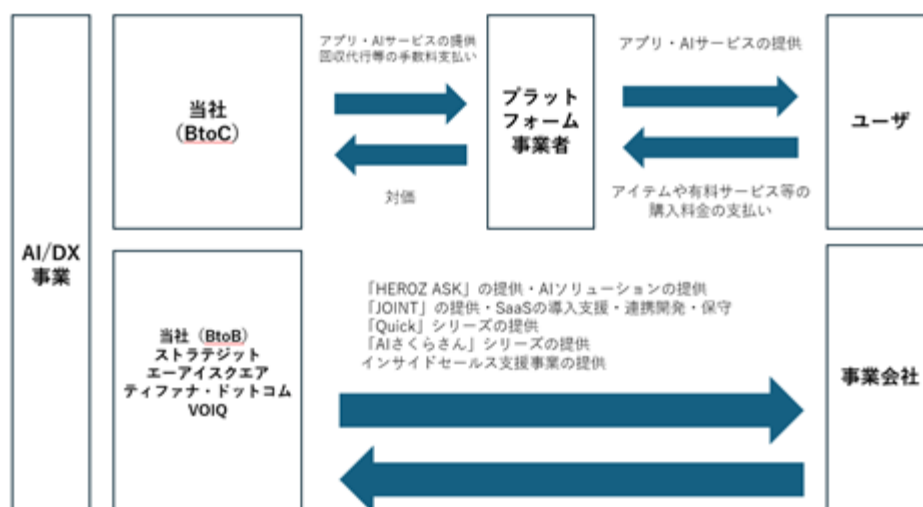 AI/DX
事業
当社
(BtoC)
アプリ・AIサービスの提供
回収代行等の手数料支払い
対価
プラット
フォーム
事業者
アプリ・AIサービスの提供
アイテムや有料サービス等の
購入料金の支払い
ユーザ
当社（BtoB）
ストラテジット
エーアイスクエア
ティファナ・ドットコム
VOIQ
「HEROZ ASK」の提供・AIソリューションの提供
「JOINT」の提供・SaaSの導入支援・連携開発・保守
「Quick」シリーズの提供
「AIさくらさん」シリーズの提供
インサイドセールス支援事業の提供
事業会社